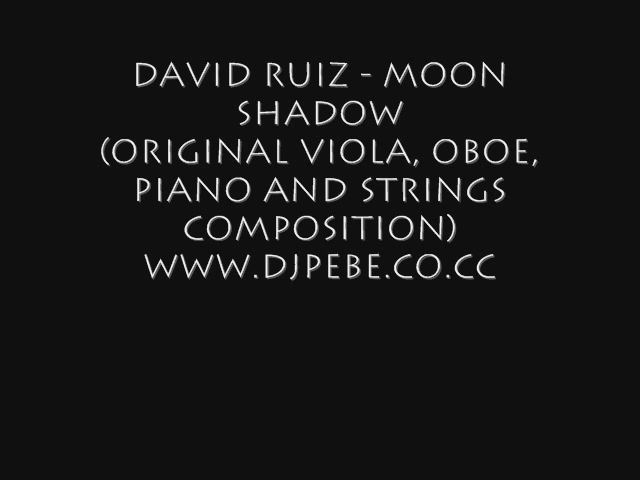 DAVID RUIZ - MOON
SHADOW
(ORIGINAL VIOLA, OBOE,
PIANO AND STRINGS
COMPOSITION)
WWW.DJPEBE.CO.CC